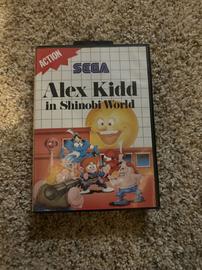 ACTION
SEGA
Alex Kidd
in Shinobi World